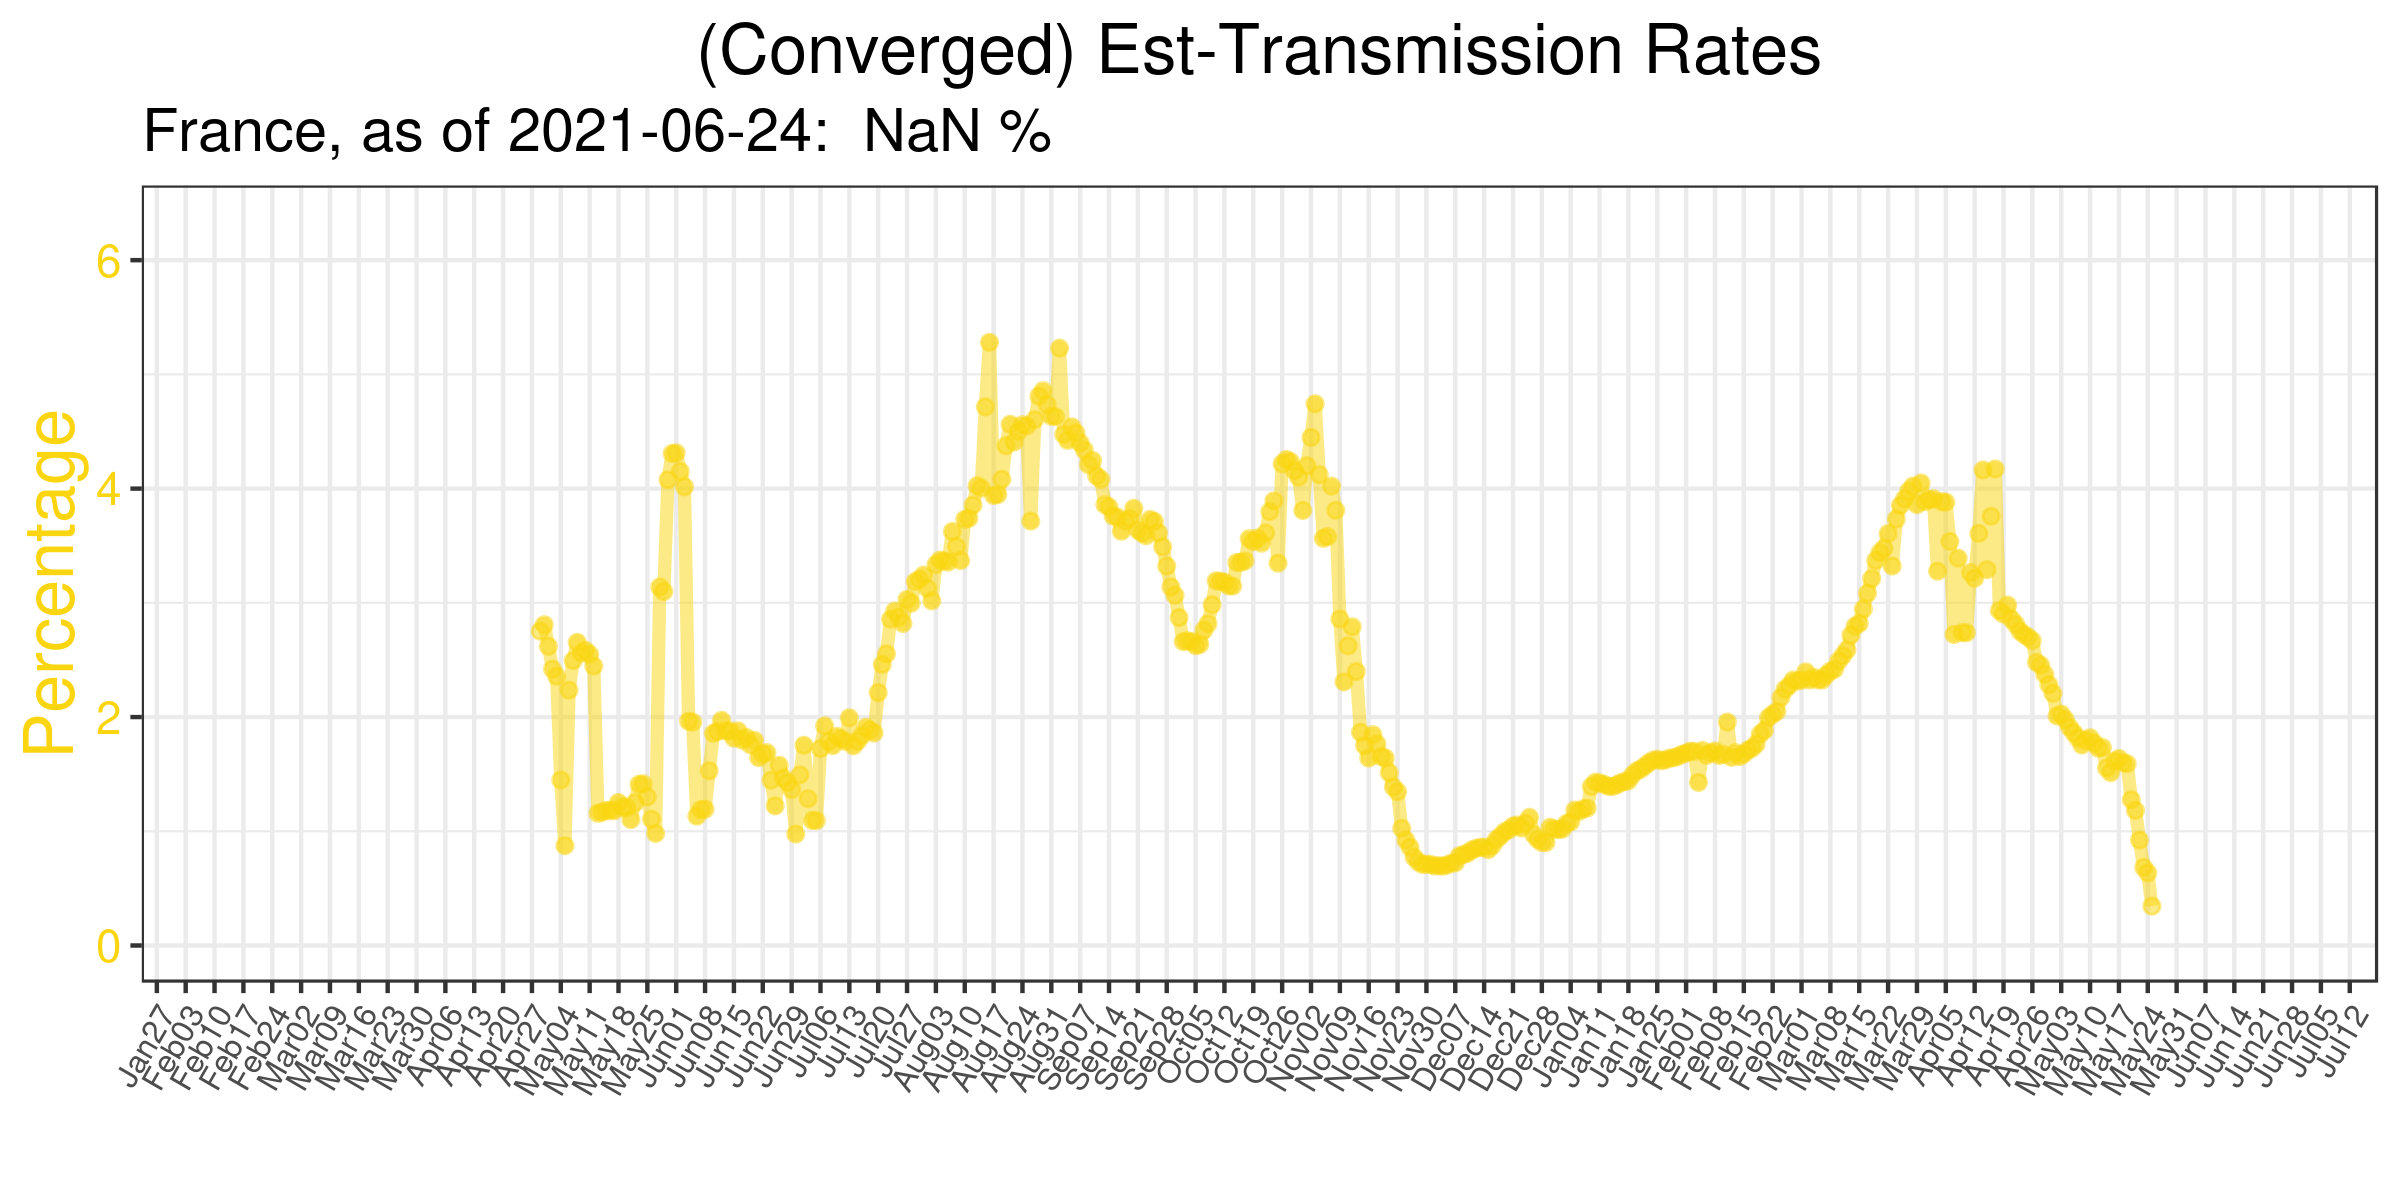 (Converged) Est-Transmission Rates
France, as of 2021-06-24:  NaN %
Percentage
6
4
2
0
Jan27
Feb03
Feb10
Feb17
Feb24
Mar02
Mar09
Mar16
Mar23
Mar30
Apr06
Apr13
Apr20
Apr27
May04
May11
May18
May25
Jun01
Jun08
Jun15
Jun22
Jun29
Jul06
Jul13
Jul20
Jul27
Aug03
Aug10
Aug17
Aug24
Aug31
Sep07
Sep14
Sep21
Sep28
Oct05
Oct12
Oct19
Oct26
Nov02
Nov09
Nov16
Nov23
Nov30
Dec07
Dec14
Dec21
Dec28
Jan04
Jan11
Jan18
Jan25
Feb01
Feb08
Feb15
Feb22
Mar01
Mar08
Mar15
Mar22
Mar29
Apr05
Apr12
Apr19
Apr26
May03
May10
May17
May24
May31
Jun07
Jun14
Jun21
Jun28
Jul05
Jul12